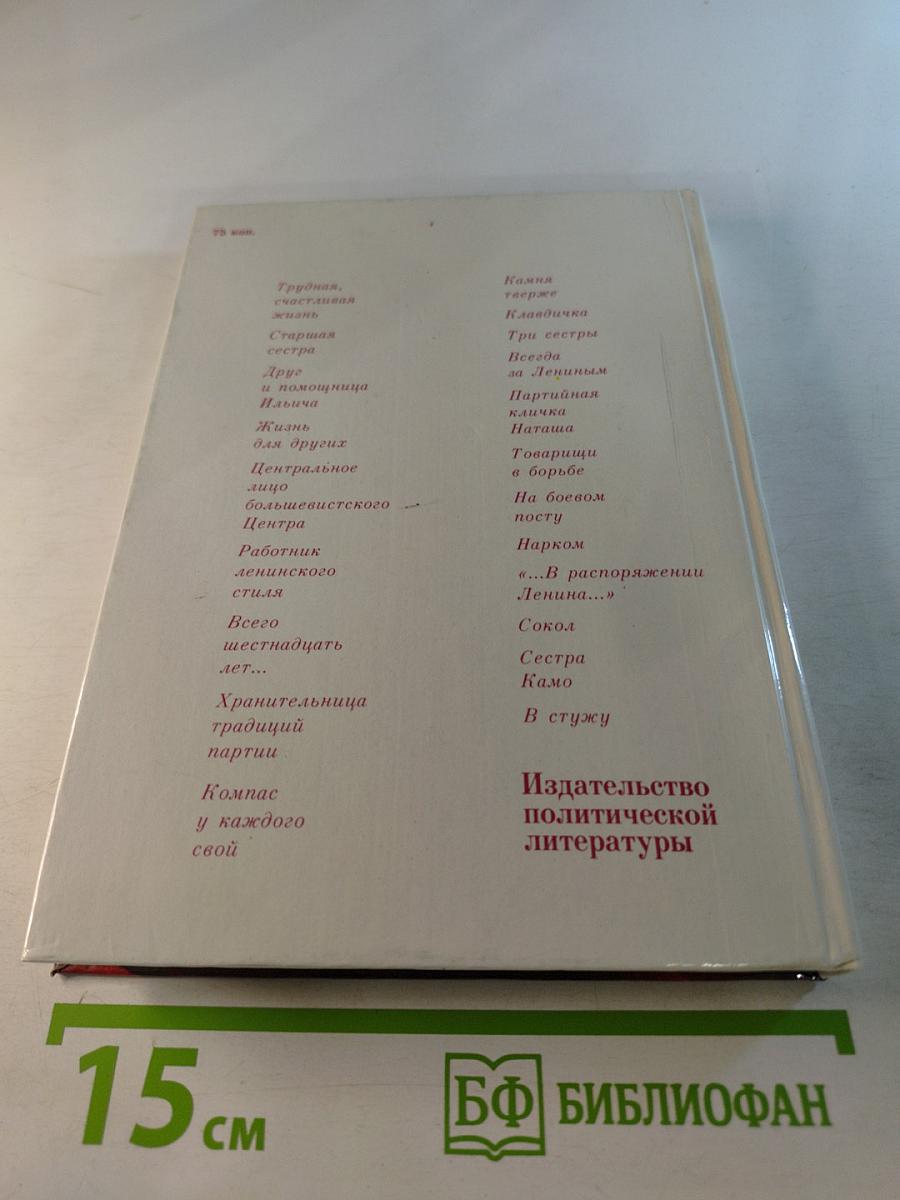 75 коп.
Трудная,
счастливая
жизнь
Старшая
сестра
Друг
и помощница
Ильича
Жизнь
для других
Центральное
лицо
большевистского
Центра
Работник
ленинского
стиля
Всего
шестнадцать
лет...
Хранительница
традиций
партии
Компас
у каждого
свой
Камня
тверже
Клавдичка
Три сестры
Всегда
за Лениным
Партийная
кличка
Наташа
Товарищи
в борьбе
На боевом
посту
Нарком
«...В распоряжении
Ленина...»
Сокол
Сестра
Камо
В стужу
Издательство
политической
литературы
15 см
БФ БИБЛИОФАН